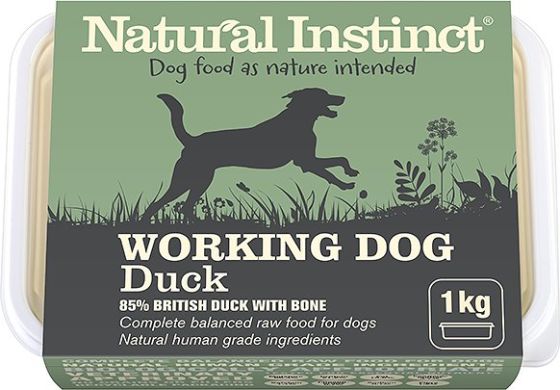 Natural Instinct®
Dog food as nature intended
WORKING DOG
Duck
85% BRITISH DUCK WITH BONE
Complete balanced raw food for dogs
Natural human grade ingredients
1kg